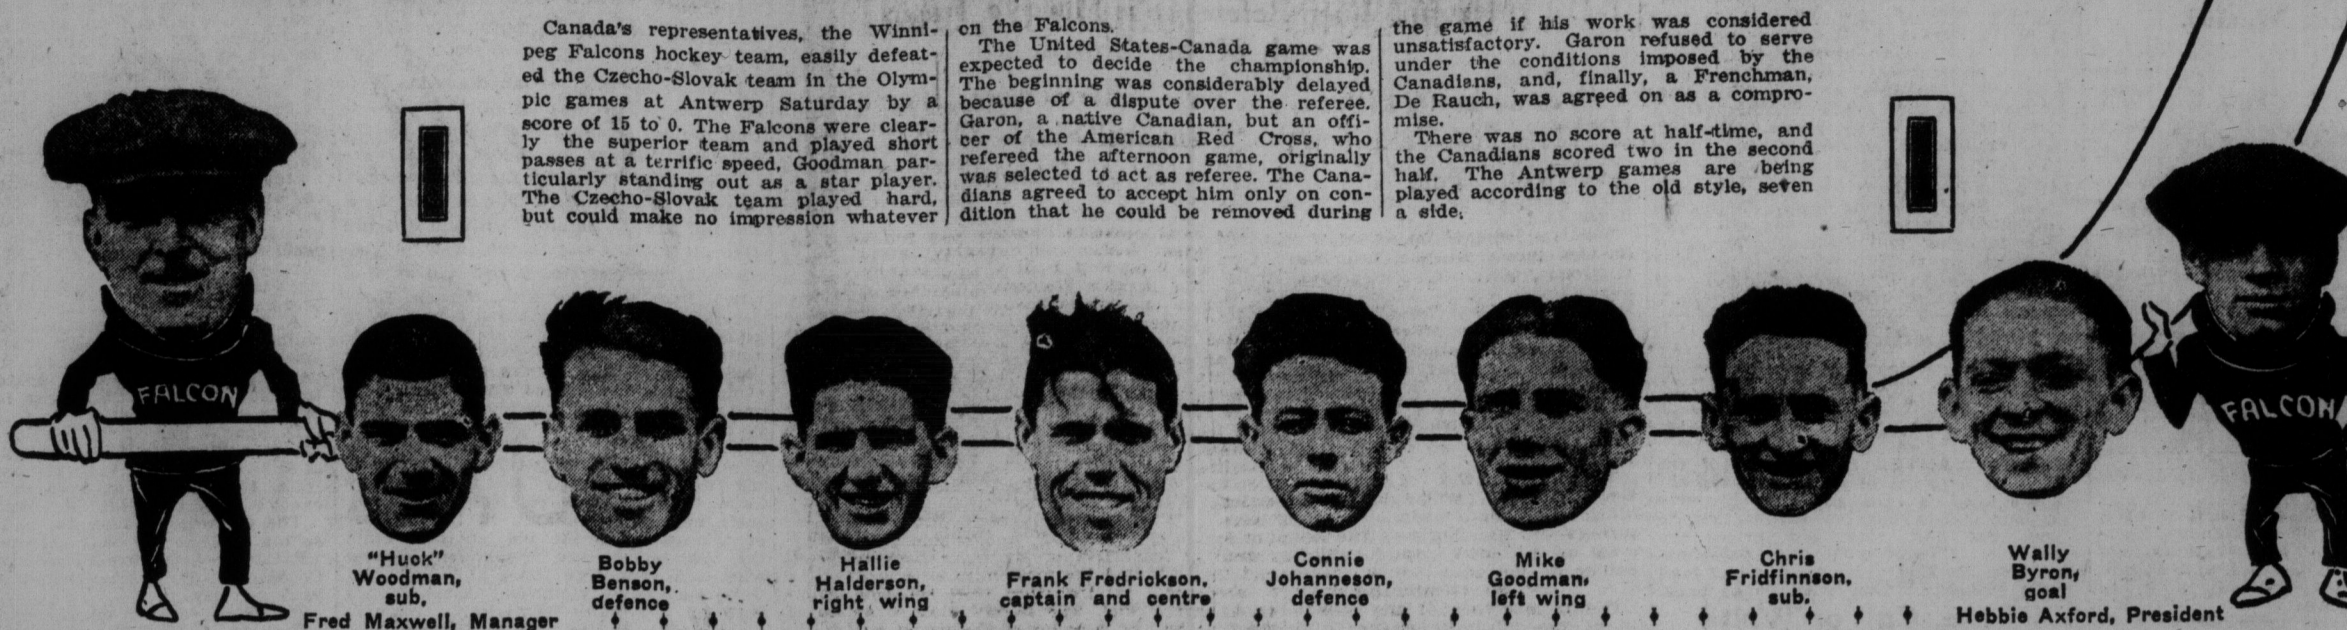 Canada's representatives, the Winni-
peg Falcons hockey team, easily defeat-
ed the Czecho-Slovak team in the Olym-
pic games at Antwerp Saturday by a
score of 15 to 0. The Falcons were clear-
ly the superior team and played short
passes at a terrific speed, Goodman par-
ticularly standing out as a star player.
The Czecho-Slovak team played hard,
but could make no impression whatever
on the Falcons.
The United States-Canada game was
expected to decide the championship.
The beginning was considerably delayed
because of a dispute over the referee.
Garon, a native Canadian, but an offi-
cer of the American Red Cross, who
refereed the afternoon game, originally
was selected to act as referee. The Cana-
dians agreed to accept him only on con-
dition that he could be removed during
the game if his work was considered
unsatisfactory. Garon refused to serve
under the conditions imposed by the
Canadians, and, finally, a Frenchman,
De Rauch, was agreed on as a compro-
mise.
There was no score at half-time, and
the Canadians scored two in the second
half. The Antwerp games are being
played according to the old style, seven
a side.
FALCON
FALCON
"Huck"
Woodman,
sub.
Bobby
Benson,
defence
Hallie
Halderson,
right wing
Frank Fredrickson,
captain and centre
Connie
Johanneson,
defence
Mike
Goodman,
left wing
Chris
Fridfinnson,
sub.
Wally
Byron,
goal
Fred Maxwell, Manager
Hebbie Axford, President